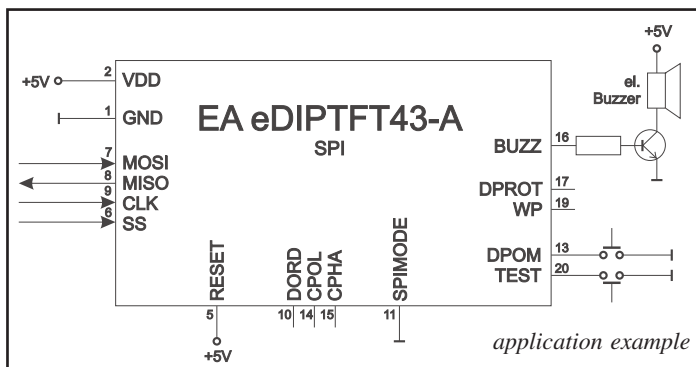 +5V
2
VDD
1
GND
7
MOSI
8
MISO
9
CLK
6
SS
EA eDIPTFT43-A
SPI
+5V
el.
Buzzer
BUZZ
16
DPROT
17
WP
19
DPOM
13
TEST
20
RESET
DORD
CPOL
CPHA
SPIMODE
5
10
14
15
11
+5V
application example